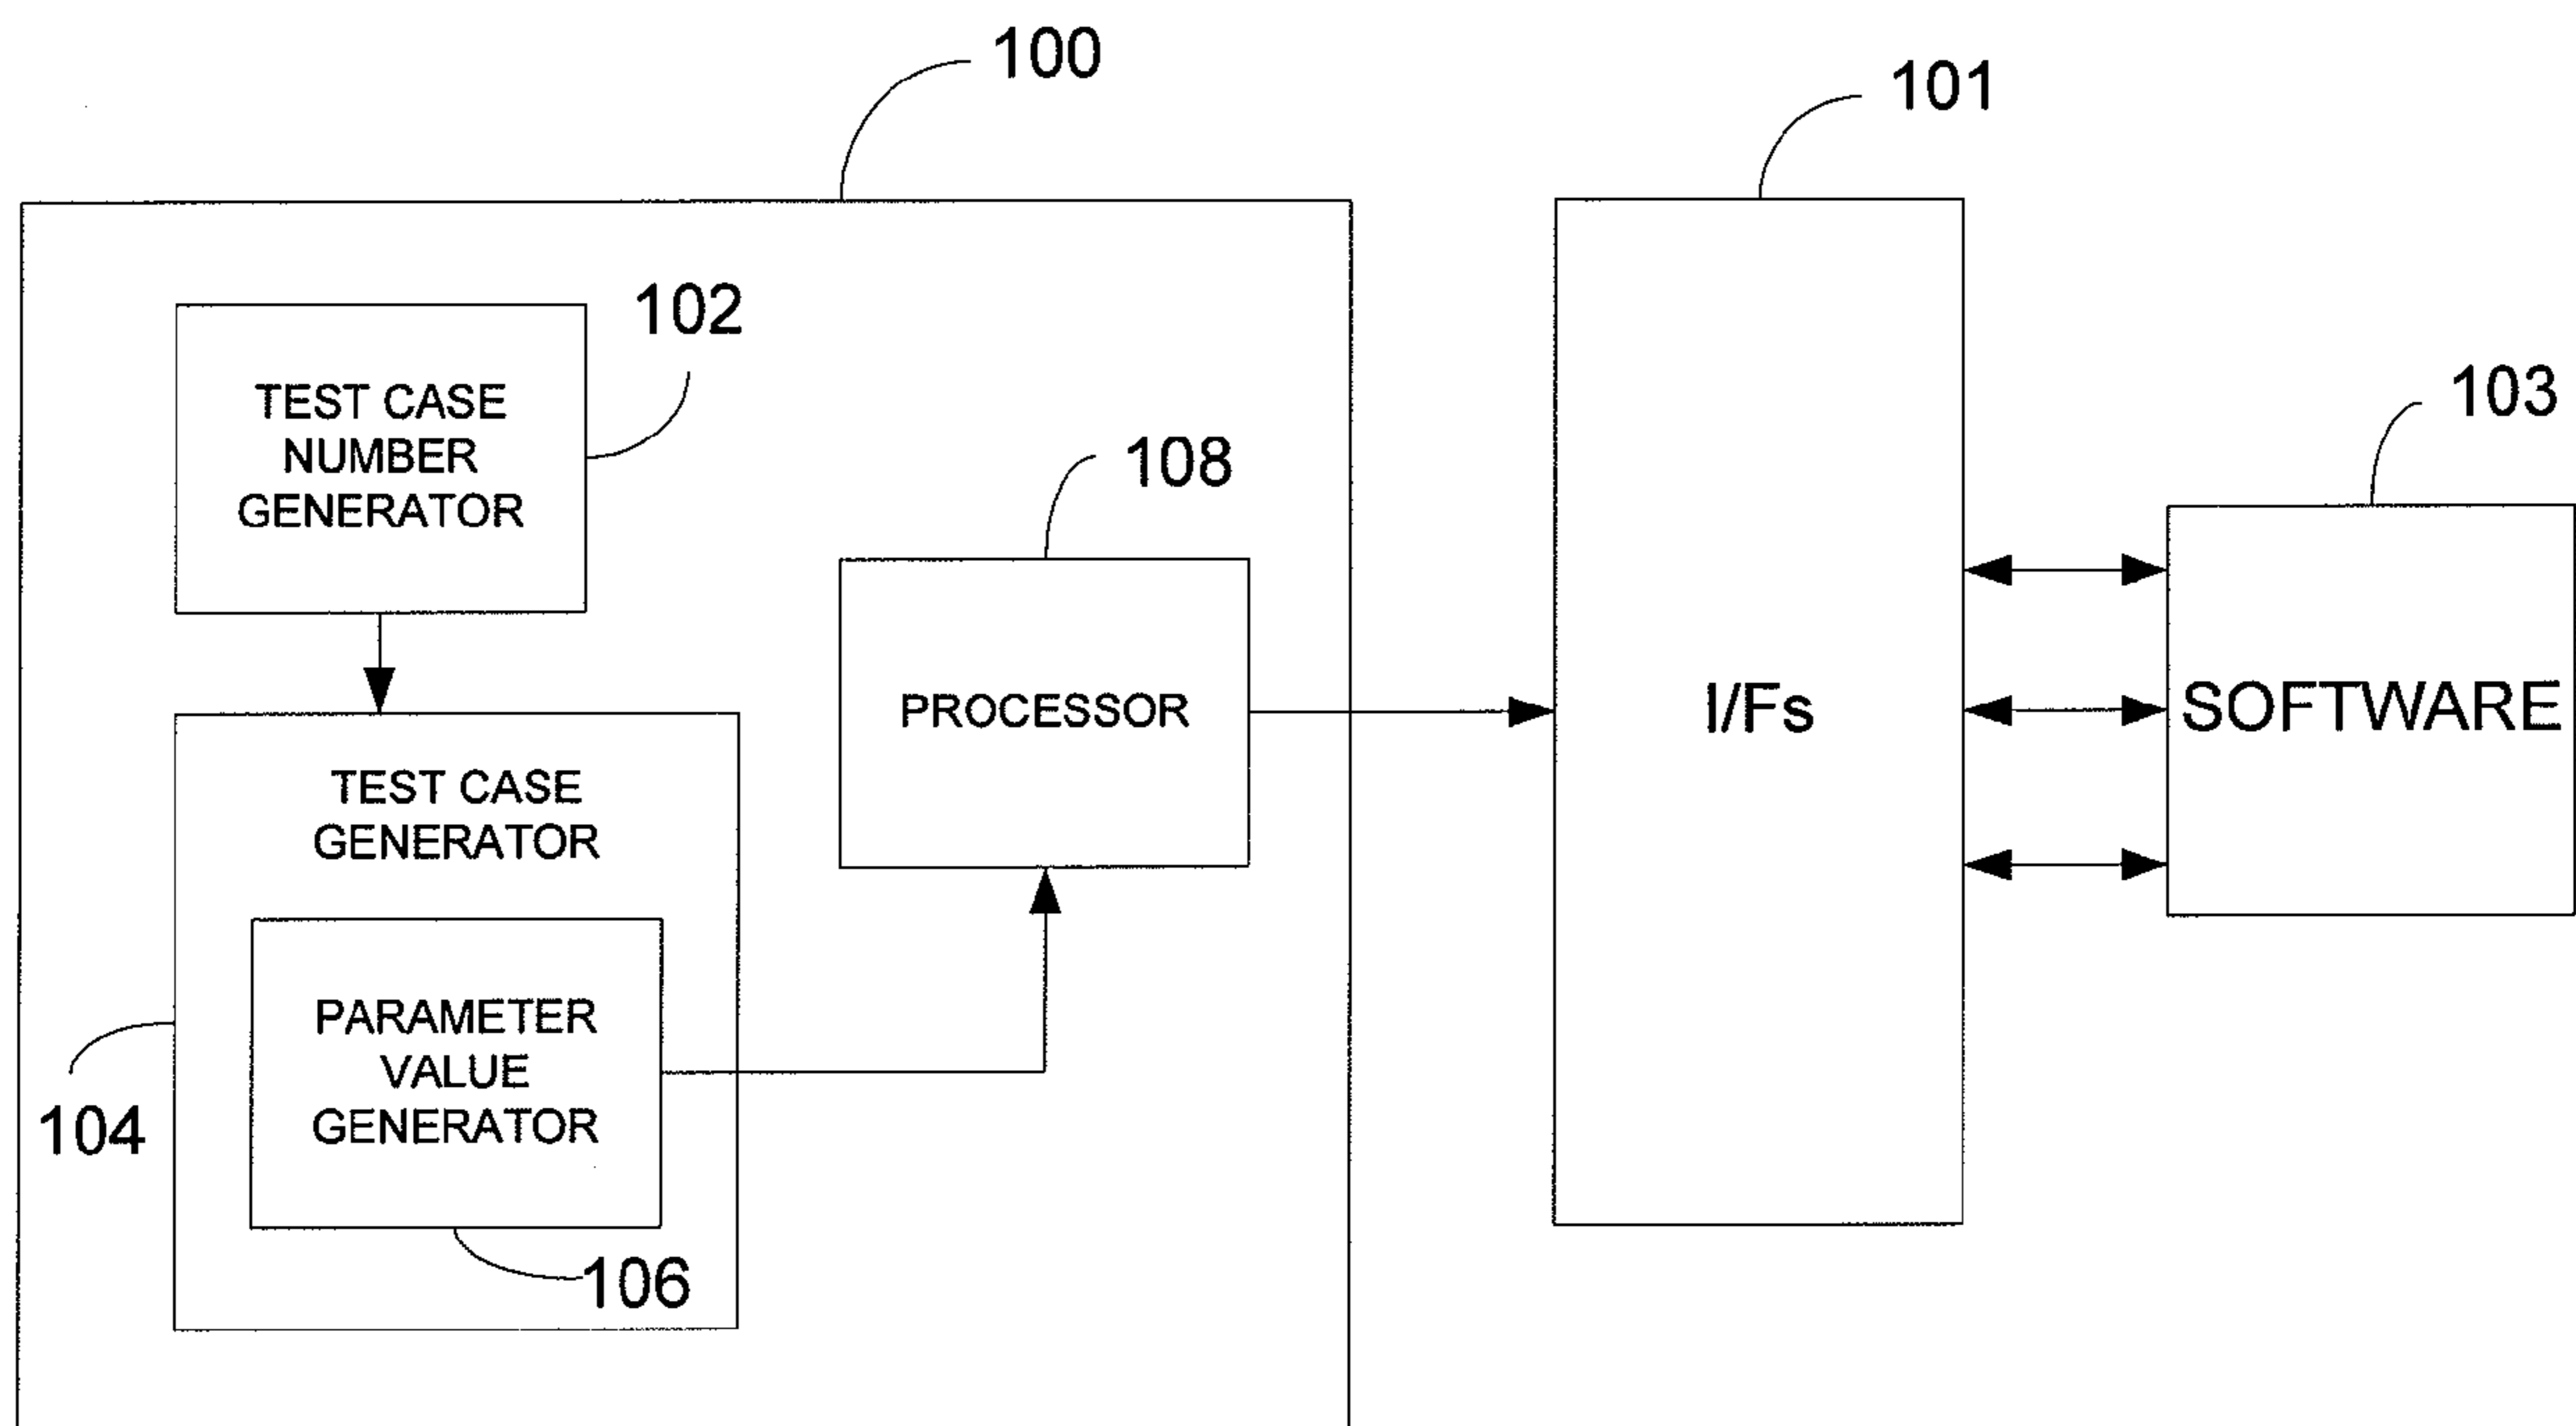 100
101
102
TEST CASE
NUMBER
GENERATOR
103
108
PROCESSOR
I/Fs
SOFTWARE
TEST CASE
GENERATOR
104
PARAMETER
VALUE
GENERATOR
106